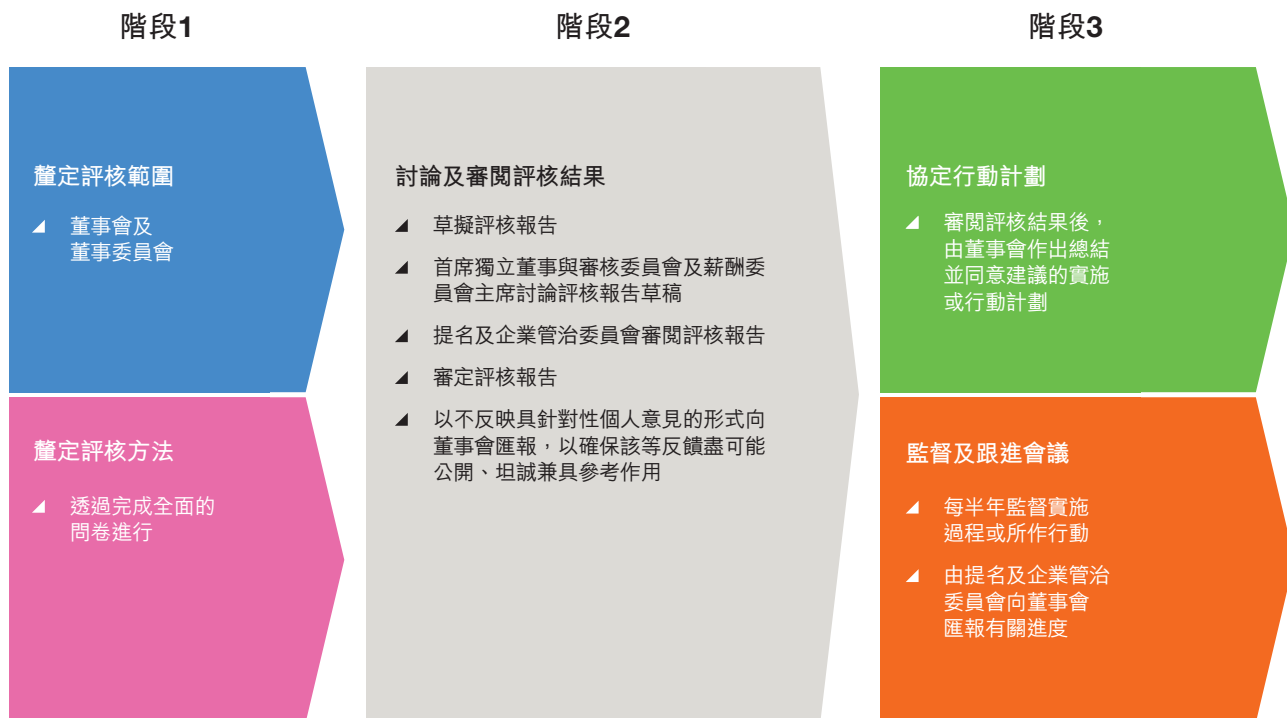 階段1
釐定評核範圍
董事會及
董事委員會
釐定評核方法
透過完成全面的
問卷進行
階段2
討論及審閱評核結果
草擬評核報告
首席獨立董事與審核委員會及薪酬委
員會主席討論評核報告草稿
提名及企業管治委員會審閱評核報告
審定評核報告
以不反映具針對性個人意見的形式向
董事會匯報，以確保該等反饋盡可能
公開、坦誠兼具參考作用
階段3
協定行動計劃
審閱評核結果後，
由董事會作出總結
並同意建議的實施
或行動計劃
監督及跟進會議
每半年監督實施
過程或所作行動
由提名及企業管治
委員會向董事會
匯報有關進度